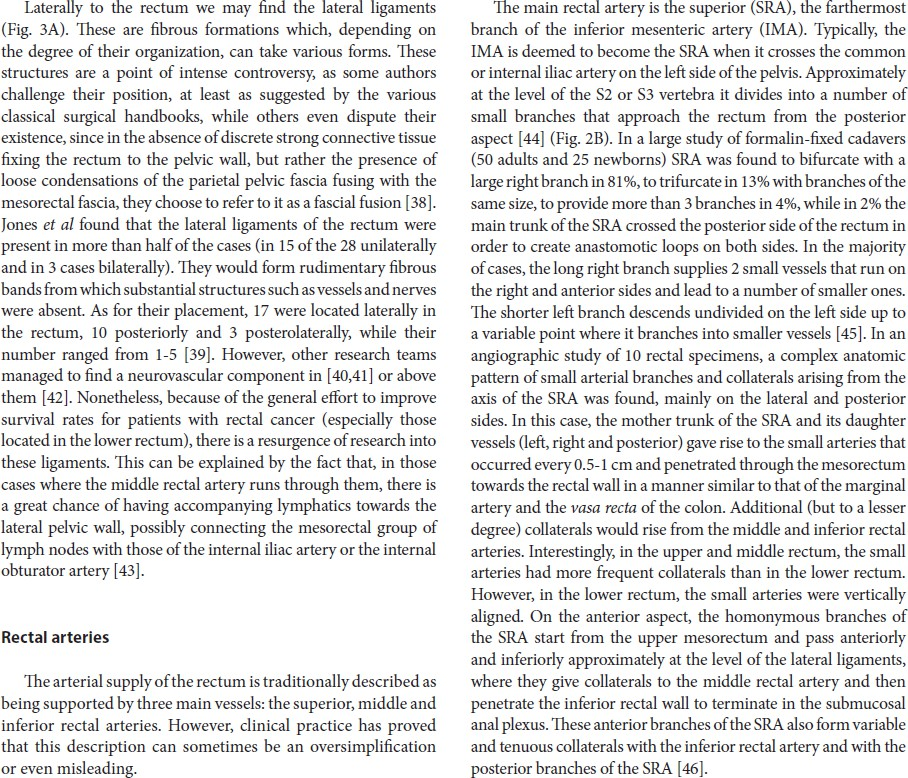 Laterally to the rectum we may find the lateral ligaments
(Fig. 3A). These are fibrous formations which, depending on
the degree of their organization, can take various forms. These
structures are a point of intense controversy, as some authors
challenge their position, at least as suggested by the various
classical surgical handbooks, while others even dispute their
existence, since in the absence of discrete strong connective tissue
fixing the rectum to the pelvic wall, but rather the presence of
loose condensations of the parietal pelvic fascia fusing with the
mesorectal fascia, they choose to refer to it as a fascial fusion [38].
Jones et al found that the lateral ligaments of the rectum were
present in more than half of the cases (in 15 of the 28 unilaterally
and in 3 cases bilaterally). They would form rudimentary fibrous
bands from which substantial structures such as vessels and nerves
were absent. As for their placement, 17 were located laterally in
the rectum, 10 posteriorly and 3 posterolaterally, while their
number ranged from 1-5 [39]. However, other research teams
managed to find a neurovascular component in [40,41] or above
them [42]. Nonetheless, because of the general effort to improve
survival rates for patients with rectal cancer (especially those
located in the lower rectum), there is a resurgence of research into
these ligaments. This can be explained by the fact that, in those
cases where the middle rectal artery runs through them, there is
a great chance of having accompanying lymphatics towards the
lateral pelvic wall, possibly connecting the mesorectal group of
lymph nodes with those of the internal iliac artery or the internal
obturator artery [43].
Rectal arteries
The arterial supply of the rectum is traditionally described as
being supported by three main vessels: the superior, middle and
inferior rectal arteries. However, clinical practice has proved
that this description can sometimes be an oversimplification
or even misleading.
The main rectal artery is the superior (SRA), the farthermost
branch of the inferior mesenteric artery (IMA). Typically, the
IMA is deemed to become the SRA when it crosses the common
or internal iliac artery on the left side of the pelvis. Approximately
at the level of the S2 or S3 vertebra it divides into a number of
small branches that approach the rectum from the posterior
aspect [44] (Fig. 2B). In a large study of formalin-fixed cadavers
(50 adults and 25 newborns) SRA was found to bifurcate with a
large right branch in 81%, to trifurcate in 13% with branches of the
same size, to provide more than 3 branches in 4%, while in 2% the
main trunk of the SRA crossed the posterior side of the rectum in
order to create anastomotic loops on both sides. In the majority
of cases, the long right branch supplies 2 small vessels that run on
the right and anterior sides and lead to a number of smaller ones.
The shorter left branch descends undivided on the left side up to
a variable point where it branches into smaller vessels [45]. In an
angiographic study of 10 rectal specimens, a complex anatomic
pattern of small arterial branches and collaterals arising from the
axis of the SRA was found, mainly on the lateral and posterior
sides. In this case, the mother trunk of the SRA and its daughter
vessels (left, right and posterior) gave rise to the small arteries that
occurred every 0.5-1 cm and penetrated through the mesorectum
towards the rectal wall in a manner similar to that of the marginal
artery and the vasa recta of the colon. Additional (but to a lesser
degree) collaterals would rise from the middle and inferior rectal
arteries. Interestingly, in the upper and middle rectum, the small
arteries had more frequent collaterals than in the lower rectum.
However, in the lower rectum, the small arteries were vertically
aligned. On the anterior aspect, the homonymous branches of
the SRA start from the upper mesorectum and pass anteriorly
and inferiorly approximately at the level of the lateral ligaments,
where they give collaterals to the middle rectal artery and then
penetrate the inferior rectal wall to terminate in the submucosal
anal plexus. These anterior branches of the SRA also form variable
and tenuous collaterals with the inferior rectal artery and with the
posterior branches of the SRA [46].